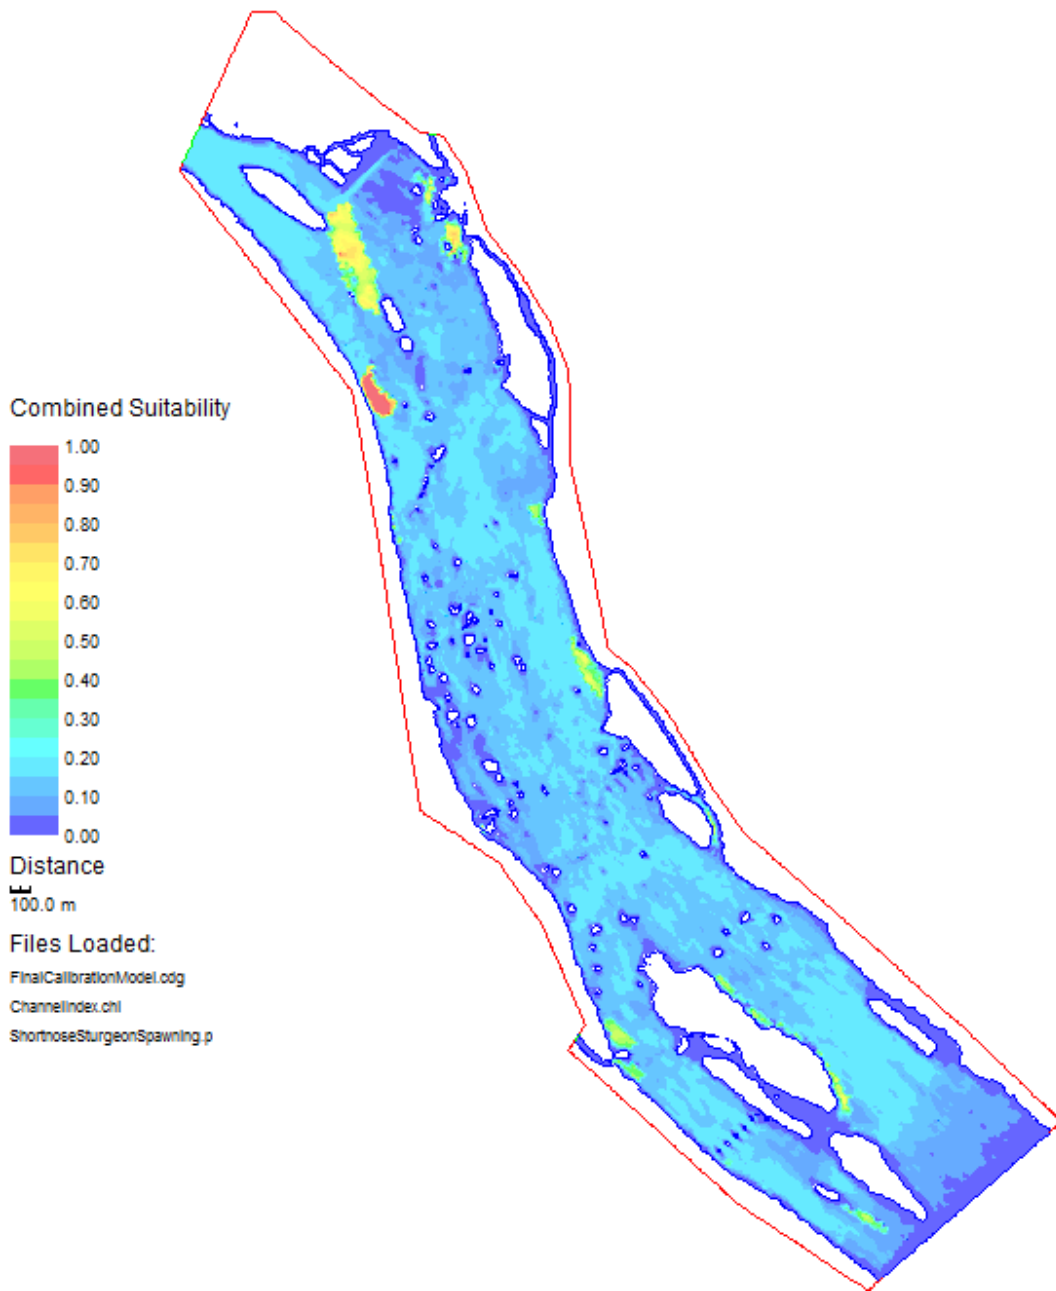 Combined Suitability
1.00
0.90
0.80
0.70
0.60
0.50
0.40
0.30
0.20
0.10
0.00
Distance
100.0 m
Files Loaded:
FinalCalibrationModel.cdg
ChannelIndex.chi
ShortnoseSturgeonSpawning.p